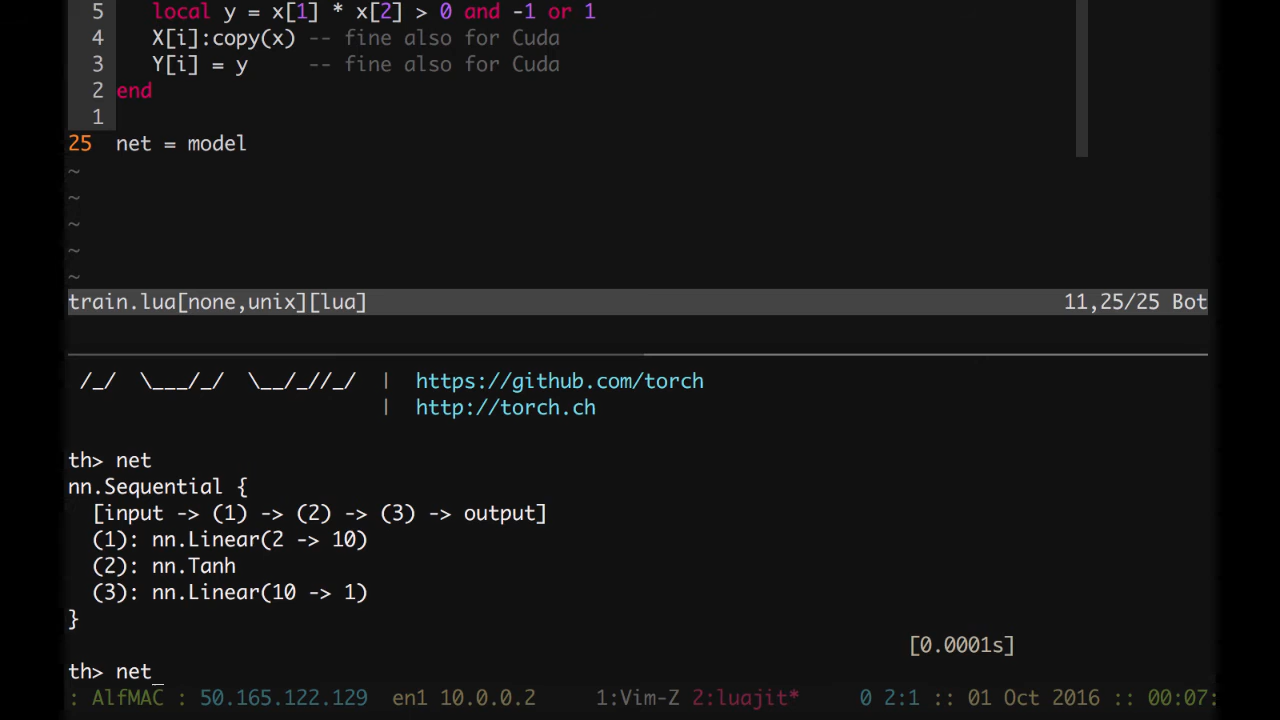 5 local y = x[1] * x[2] > 0 and -1 or 1
4 X[i]:copy(x) -- fine also for Cuda
3 Y[i] = y -- fine also for Cuda
2 end
1
25 net = model
~
~
~
~
~
train.lua[none,unix][lua] 11,25/25 Bot
/_/ \___/_/ \__/_//_/ | https://github.com/torch
| http://torch.ch
th> net
nn.Sequential {
[input -> (1) -> (2) -> (3) -> output]
(1): nn.Linear(2 -> 10)
(2): nn.Tanh
(3): nn.Linear(10 -> 1)
}
[0.0001s]
th> net_
: AlfMAC : 50.165.122.129 en1 10.0.0.2 1:Vim-Z 2:luajit* 0 2:1 :: 01 Oct 2016 :: 00:07: